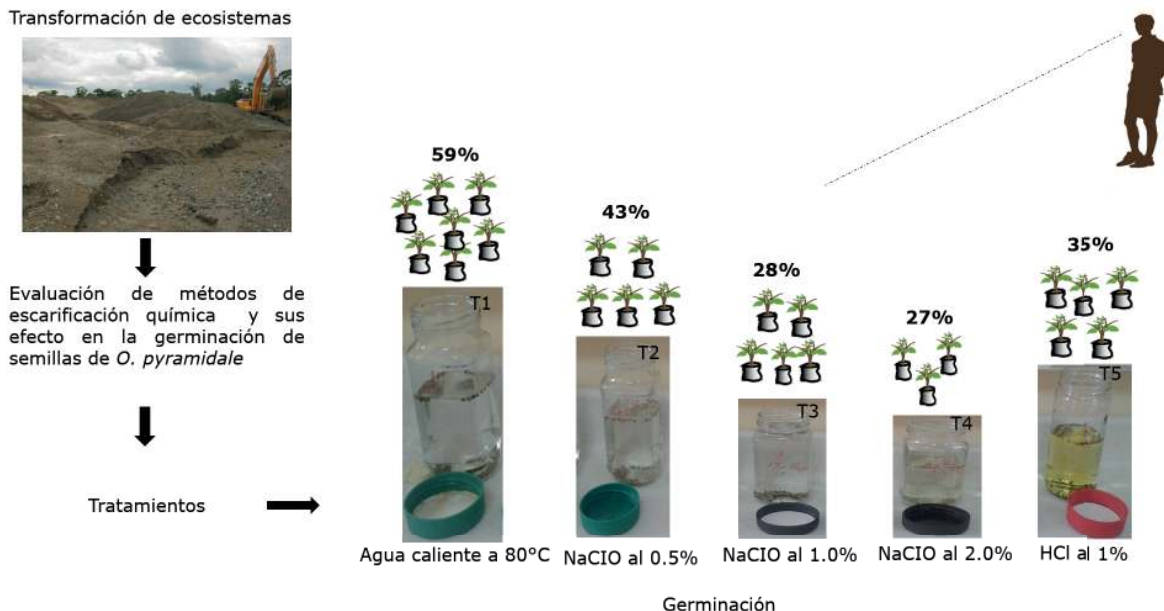 Transformación de ecosistemas
Evaluación de métodos de
escarificación química y sus
efecto en la germinación de
semillas de O. pyramidale
Tratamientos
59%
43%
28%
27%
35%
T1
T2
T3
T4
T5
Agua caliente a 80°C
NaClO al 0.5%
NaClO al 1.0%
NaClO al 2.0%
HCl al 1%
Germinación